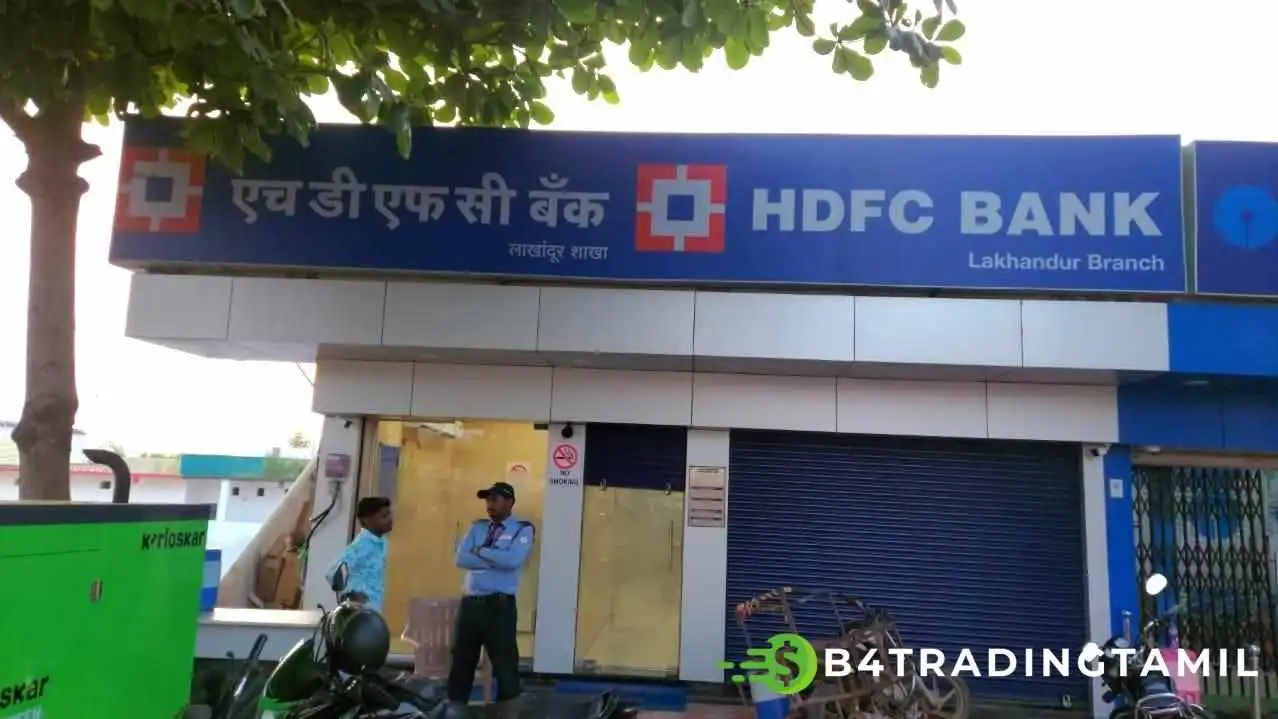 एच डी एफ सी बैंक
लाखांदूर शाखा
HDFC BANK
Lakhandur Branch
NO
SMOKING
Kirloskar
B4TRADINGTAMIL